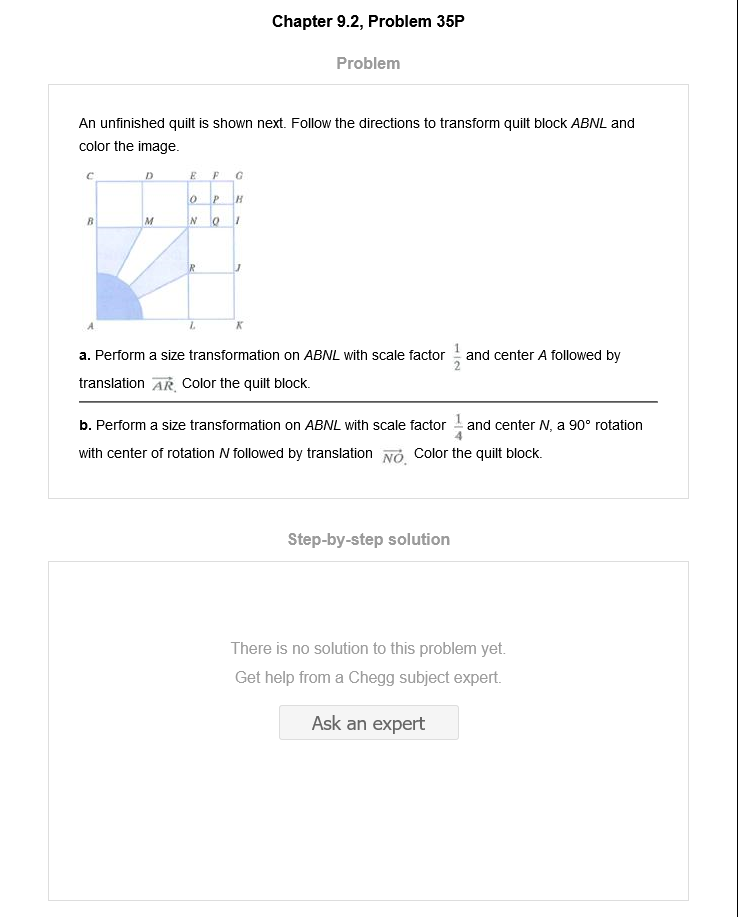 Chapter 9.2, Problem 35P
Problem
An unfinished quilt is shown next. Follow the directions to transform quilt block ABNL and
color the image.
C D E F G
O P H
B M N Q I
R J
A L K
a. Perform a size transformation on ABNL with scale factor 1/2 and center A followed by
translation AR. Color the quilt block.
b. Perform a size transformation on ABNL with scale factor 1/4 and center N, a 90° rotation
with center of rotation N followed by translation NO. Color the quilt block.
Step-by-step solution
There is no solution to this problem yet.
Get help from a Chegg subject expert.
Ask an expert